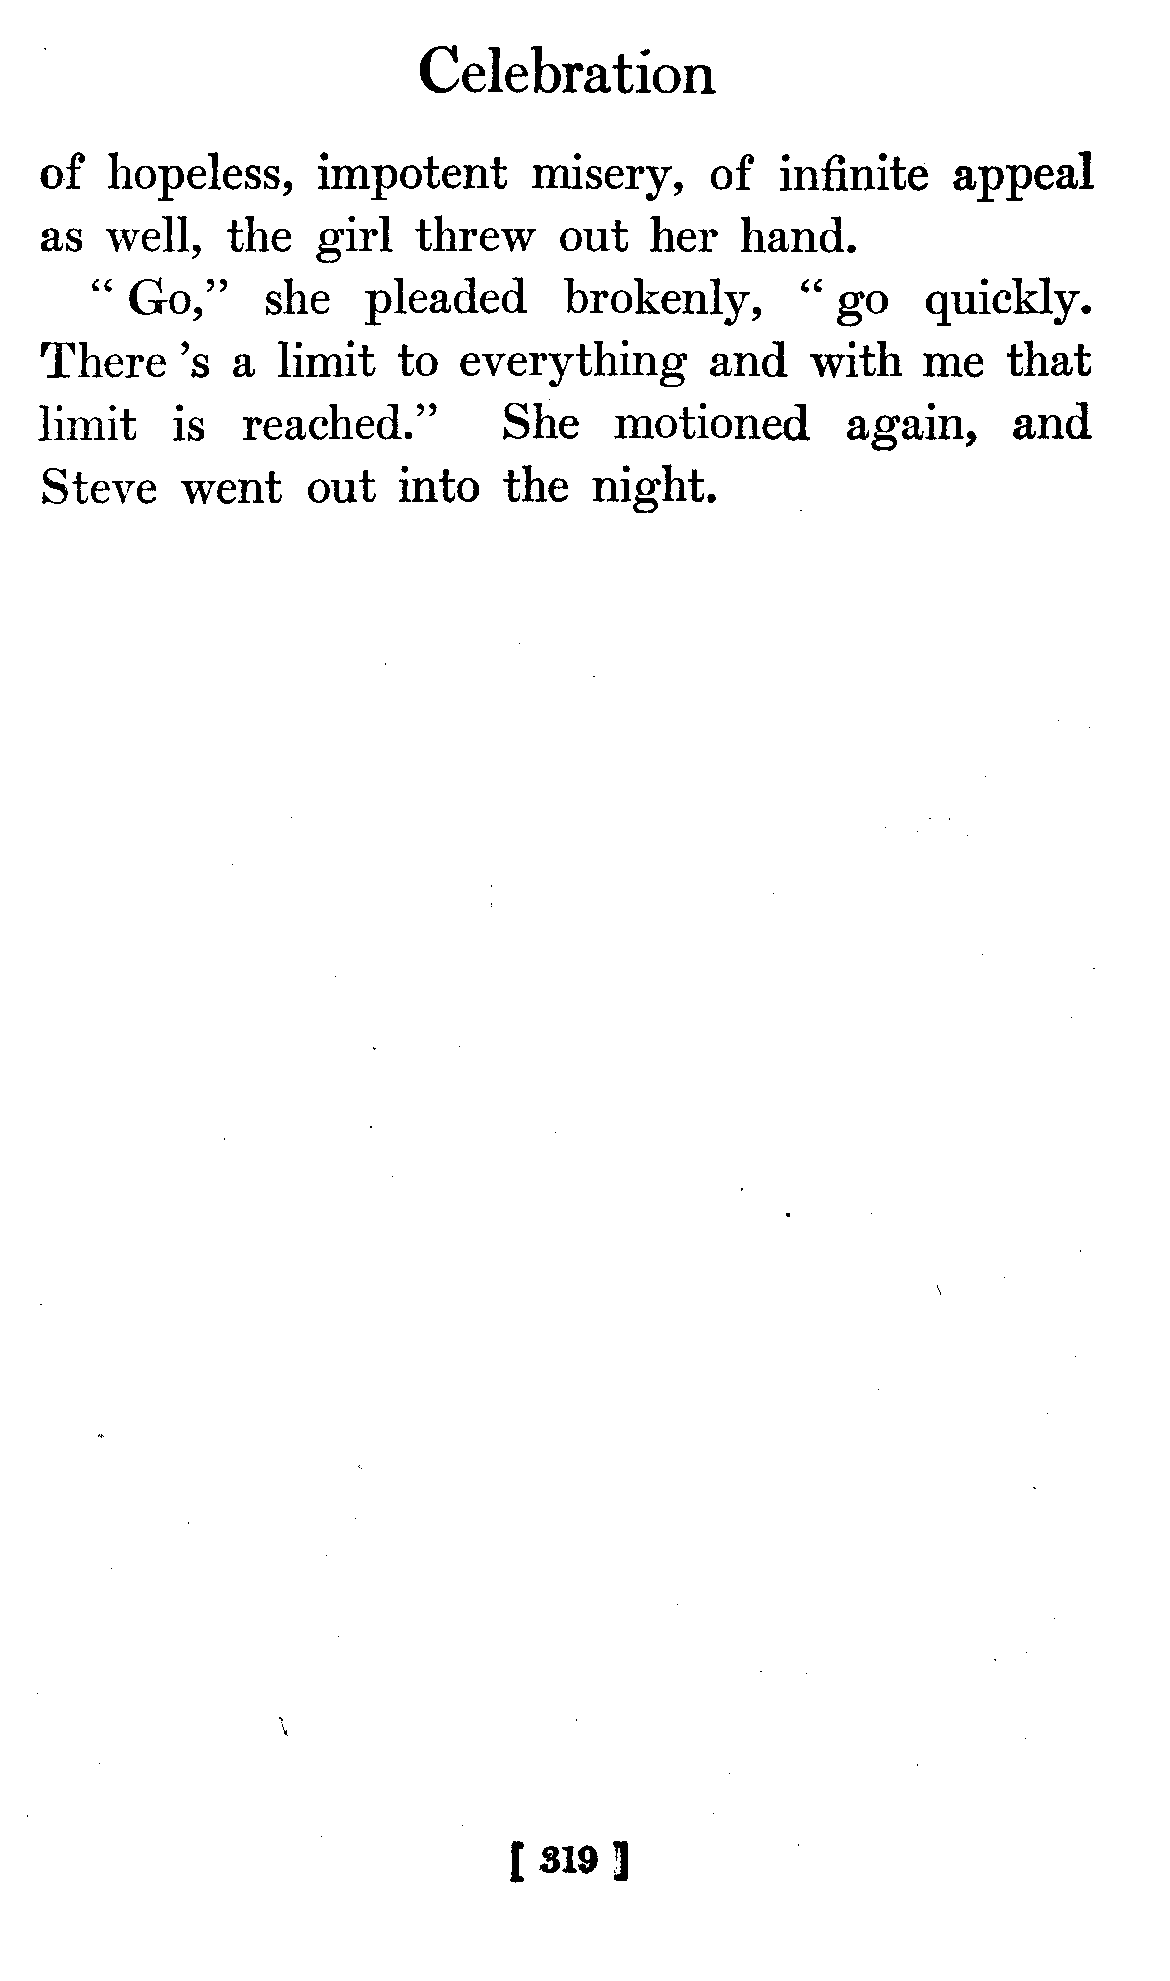 Celebration
of hopeless, impotent misery, of infinite appeal
as well, the girl threw out her hand.
“ Go,” she pleaded brokenly, “ go quickly.
There ’s a limit to everything and with me that
limit is reached.” She motioned again, and
Steve went out into the night.
[ 319 ]